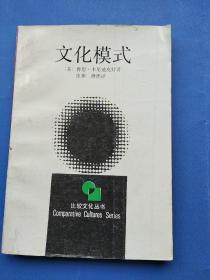 文化模式
[美] 露思·本尼迪克特著
张燕 傅铿译
比较文化丛书
Comparative Cultures Series